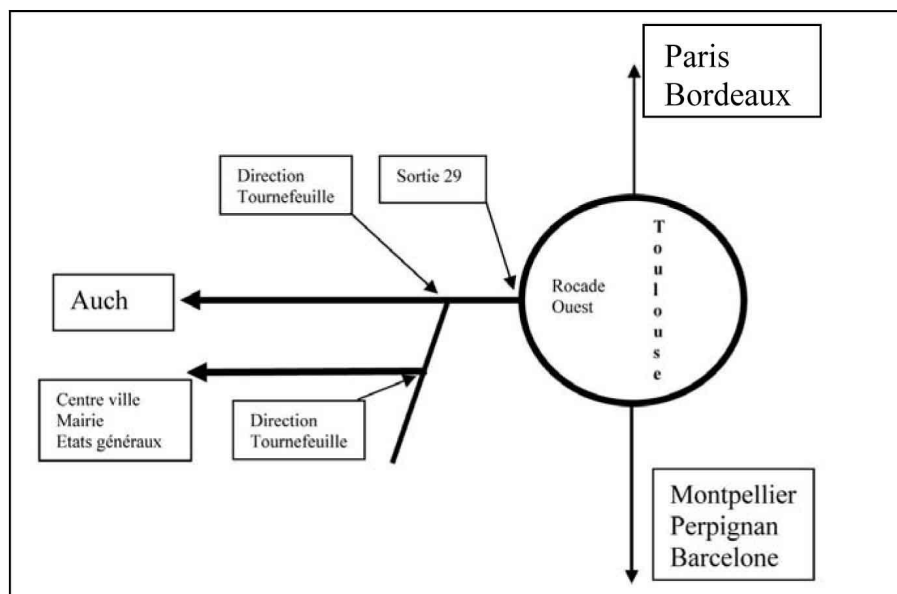 Paris
Bordeaux
Direction
Tournefeuille
Sortie 29
Toulouse
Rocade
Ouest
Auch
Centre ville
Mairie
Etats généraux
Direction
Tournefeuille
Montpellier
Perpignan
Barcelone